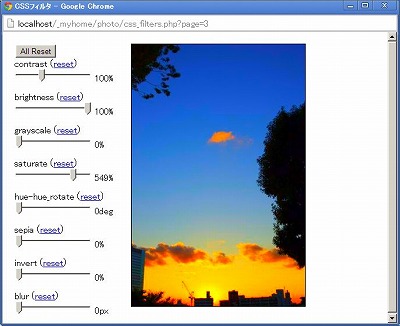 CSSフィルタ - Google Chrome
localhost/_myhome/photo/css_filters.php?page=3
All Reset
contrast (reset)
100%
brightness (reset)
100%
grayscale (reset)
0%
saturate (reset)
549%
hue-hue_rotate (reset)
0deg
sepia (reset)
0%
invert (reset)
0%
blur (reset)
0px